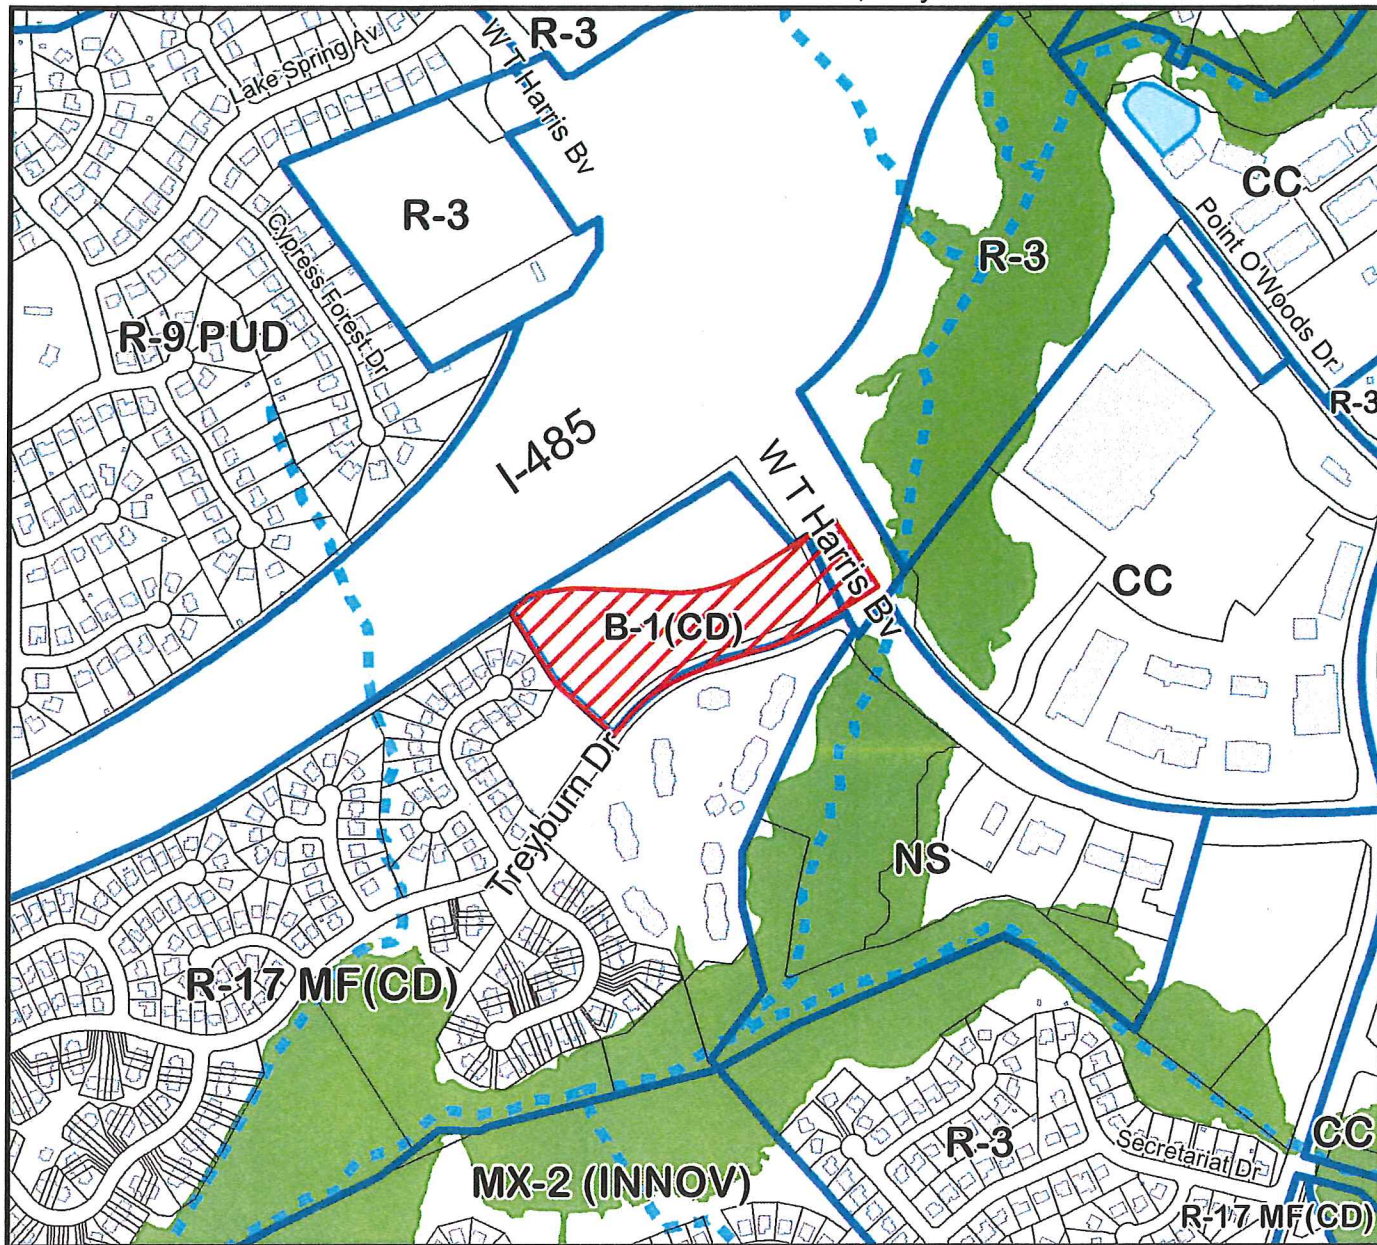 R-3
Lake Spring Av
W T Harris Bv
R-3
CC
Point O'Woods Dr
Cypress Forest Dr
R-3
R-9 PUD
R-3
I-485
W T Harris Bv
CC
B-1(CD)
Treyburn Dr
NS
R-17 MF(CD)
R-3
Secretariat Dr
CC
MX-2 (INNOV)
R-17 MF(CD)